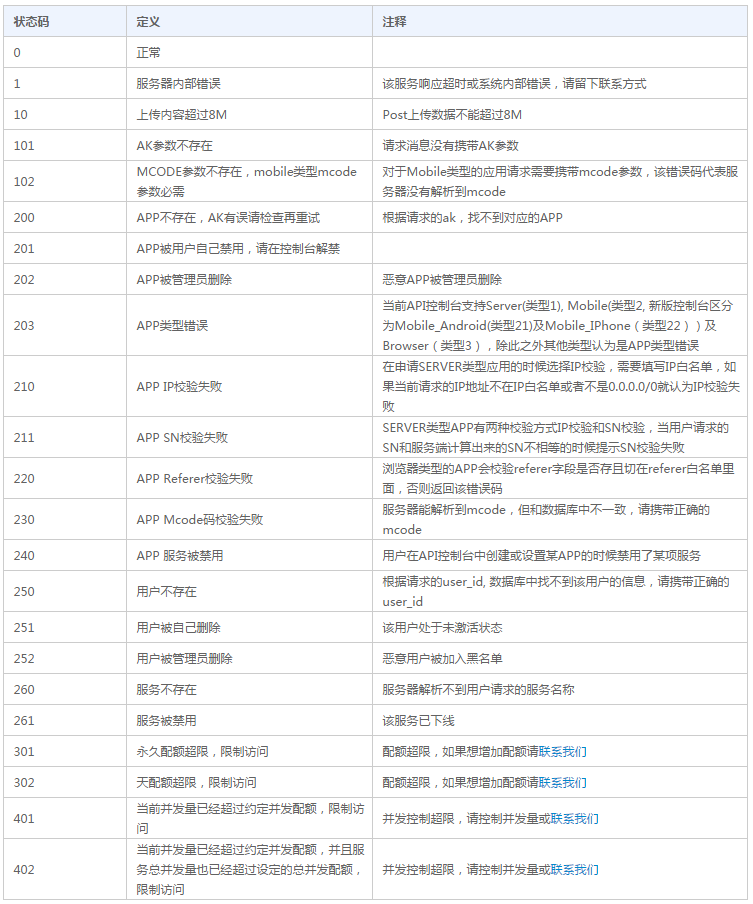 状态码 定义 注释
0 正常
1 服务器内部错误 该服务响应超时或系统内部错误，请留下联系方式
10 上传内容超过8M Post上传数据不能超过8M
101 AK参数不存在 请求消息没有携带AK参数
102 MCODE参数不存在，mobile类型mcode
参数必需
对于Mobile类型的应用请求需要携带mcode参数，该错误码代表服
务器没有解析到mcode
200 APP不存在，AK有误请检查再重试 根据请求的ak，找不到对应的APP
201 APP被用户自己禁用，请在控制台解禁
202 APP被管理员删除 恶意APP被管理员删除
203 APP类型错误
当前API控制台支持Server(类型1), Mobile(类型2, 新版控制台区分
为Mobile_Android(类型21)及Mobile_IPhone（类型22））及
Browser（类型3），除此之外其他类型认为是APP类型错误
210 APP IP校验失败
在申请SERVER类型应用的时候选择IP校验，需要填写IP白名单，如
果当前请求的IP地址不在IP白名单或者不是0.0.0.0/0就认为IP校验失
败
211 APP SN校验失败
SERVER类型APP有两种校验方式IP校验和SN校验，当用户请求的
SN和服务端计算出来的SN不相等的时候提示SN校验失败
220 APP Referer校验失败
浏览器类型的APP会校验referer字段是否存且切在referer白名单里
面，否则返回该错误码
230 APP Mcode码校验失败
服务器能解析到mcode，但和数据库中不一致，请携带正确的
mcode
240 APP 服务被禁用 用户在API控制台中创建或设置某APP的时候禁用了某项服务
250 用户不存在
根据请求的user_id, 数据库中找不到该用户的信息，请携带正确的
user_id
251 用户被自己删除 该用户处于未激活状态
252 用户被管理员删除 恶意用户被加入黑名单
260 服务不存在 服务器解析不到用户请求的服务名称
261 服务被禁用 该服务已下线
301 永久配额超限，限制访问 配额超限，如果想增加配额请联系我们
302 天配额超限，限制访问 配额超限，如果想增加配额请联系我们
401 当前并发量已经超过约定并发配额，限制访
问
并发控制超限，请控制并发量或联系我们
402 当前并发量已经超过约定并发配额，并且服
务总并发量也已经超过设定的总并发配额，
限制访问
并发控制超限，请控制并发量或联系我们